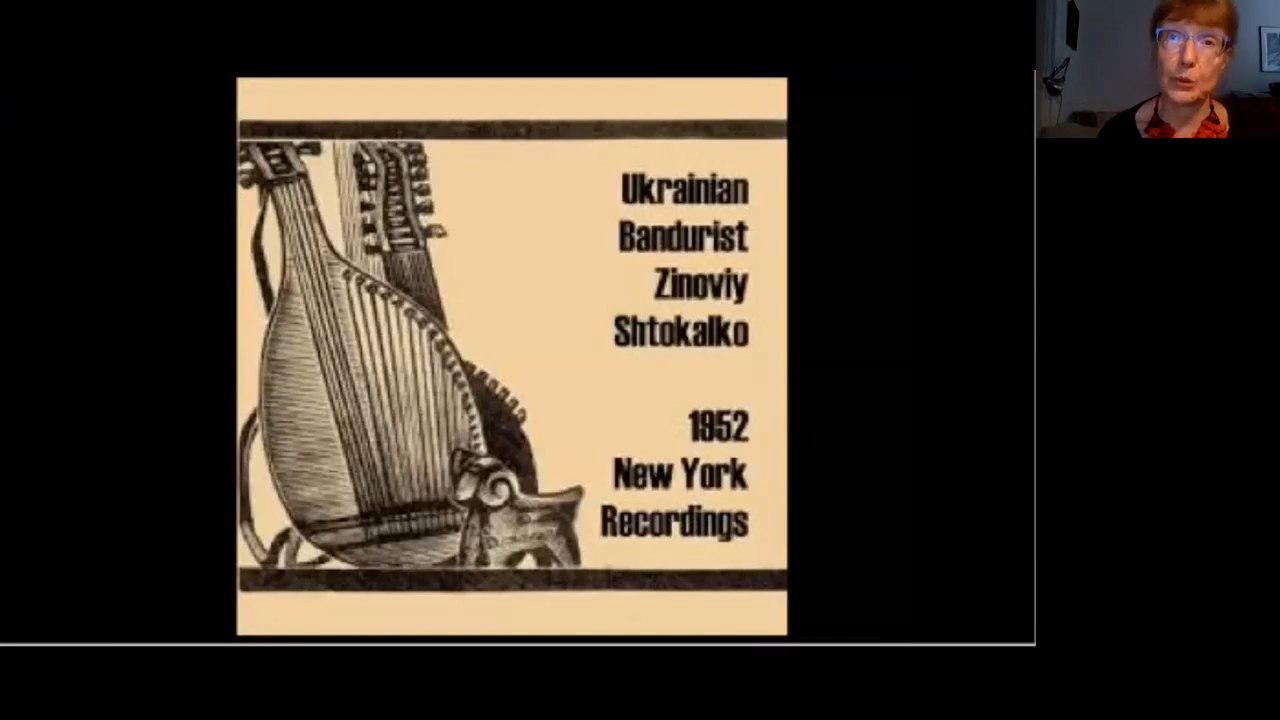 Ukrainian
Bandurist
Zinoviy
Shtokalko
1952
New York
Recordings